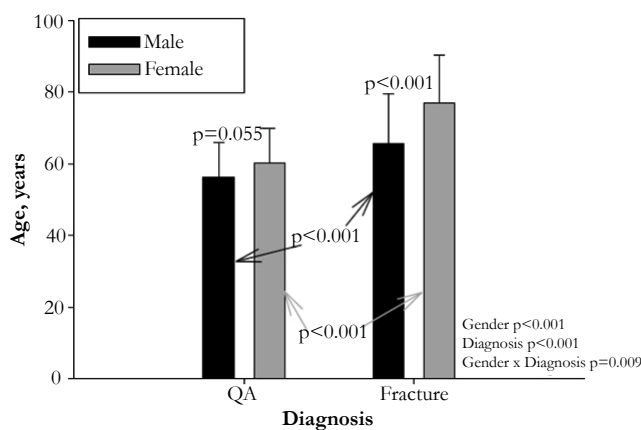 100
Male
Female
80
p<0.001
p=0.055
60
Age, years
40
p<0.001
20
p<0.001
Gender p<0.001
Diagnosis p<0.001
Gender x Diagnosis p=0.009
0
QA
Fracture
Diagnosis